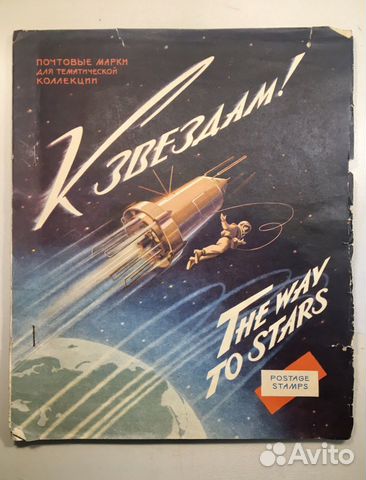 ПОЧТОВЫЕ МАРКИ
ДЛЯ ТЕМАТИЧЕСКОЙ
КОЛЛЕКЦИИ
К ЗВЕЗДАМ!
THE WAY
TO STARS
POSTAGE
STAMPS
Avito